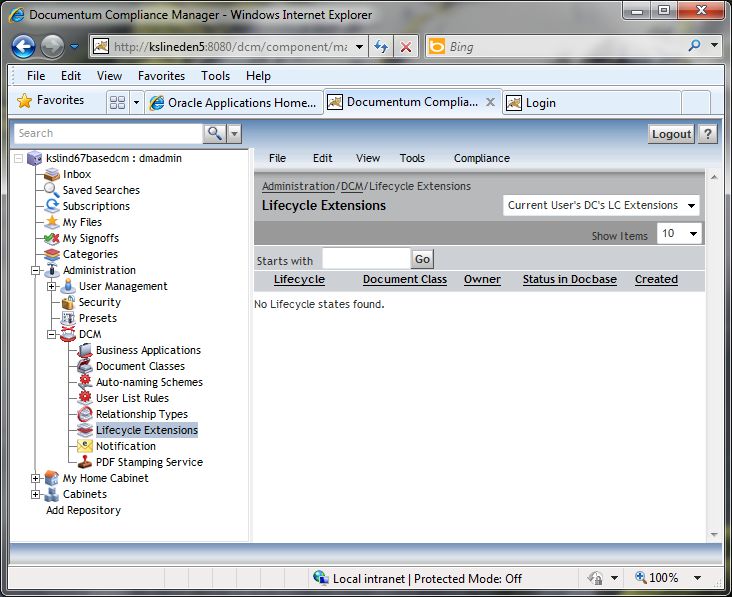 Documentum Compliance Manager - Windows Internet Explorer
http://kslineden5:8080/dcm/component/ma
Bing
File Edit View Favorites Tools Help
Favorites
Oracle Applications Home...
Documentum Complia...
Login
Search
Logout
?
kslind67basedcm : dmadmin
Inbox
Saved Searches
Subscriptions
My Files
My Signoffs
Categories
Administration
User Management
Security
Presets
DCM
Business Applications
Document Classes
Auto-naming Schemes
User List Rules
Relationship Types
Lifecycle Extensions
Notification
PDF Stamping Service
My Home Cabinet
Cabinets
Add Repository
File Edit View Tools Compliance
Administration/DCM/Lifecycle Extensions
Lifecycle Extensions
Current User's DC's LC Extensions
Show Items 10
Starts with Go
Lifecycle Document Class Owner Status in Docbase Created
No Lifecycle states found.
Local intranet | Protected Mode: Off
100%